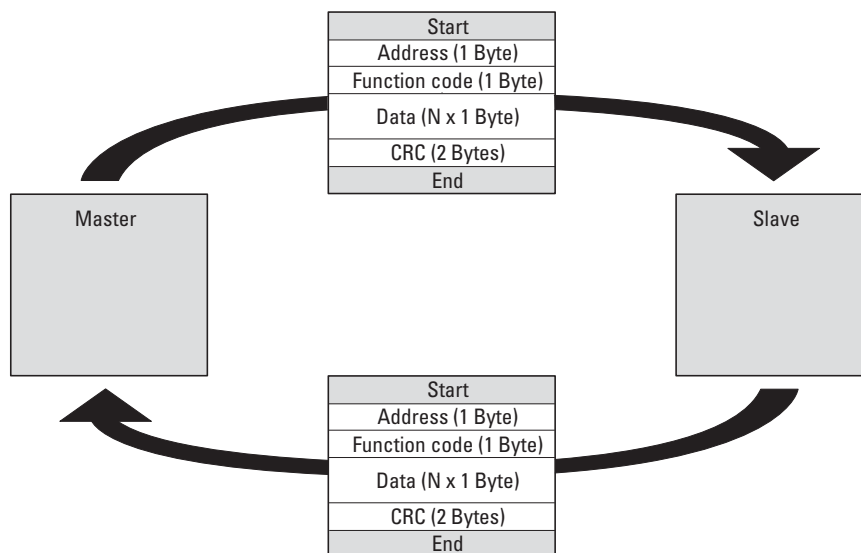 Start
Address (1 Byte)
Function code (1 Byte)
Data (N x 1 Byte)
CRC (2 Bytes)
End
Master
Slave
Start
Address (1 Byte)
Function code (1 Byte)
Data (N x 1 Byte)
CRC (2 Bytes)
End